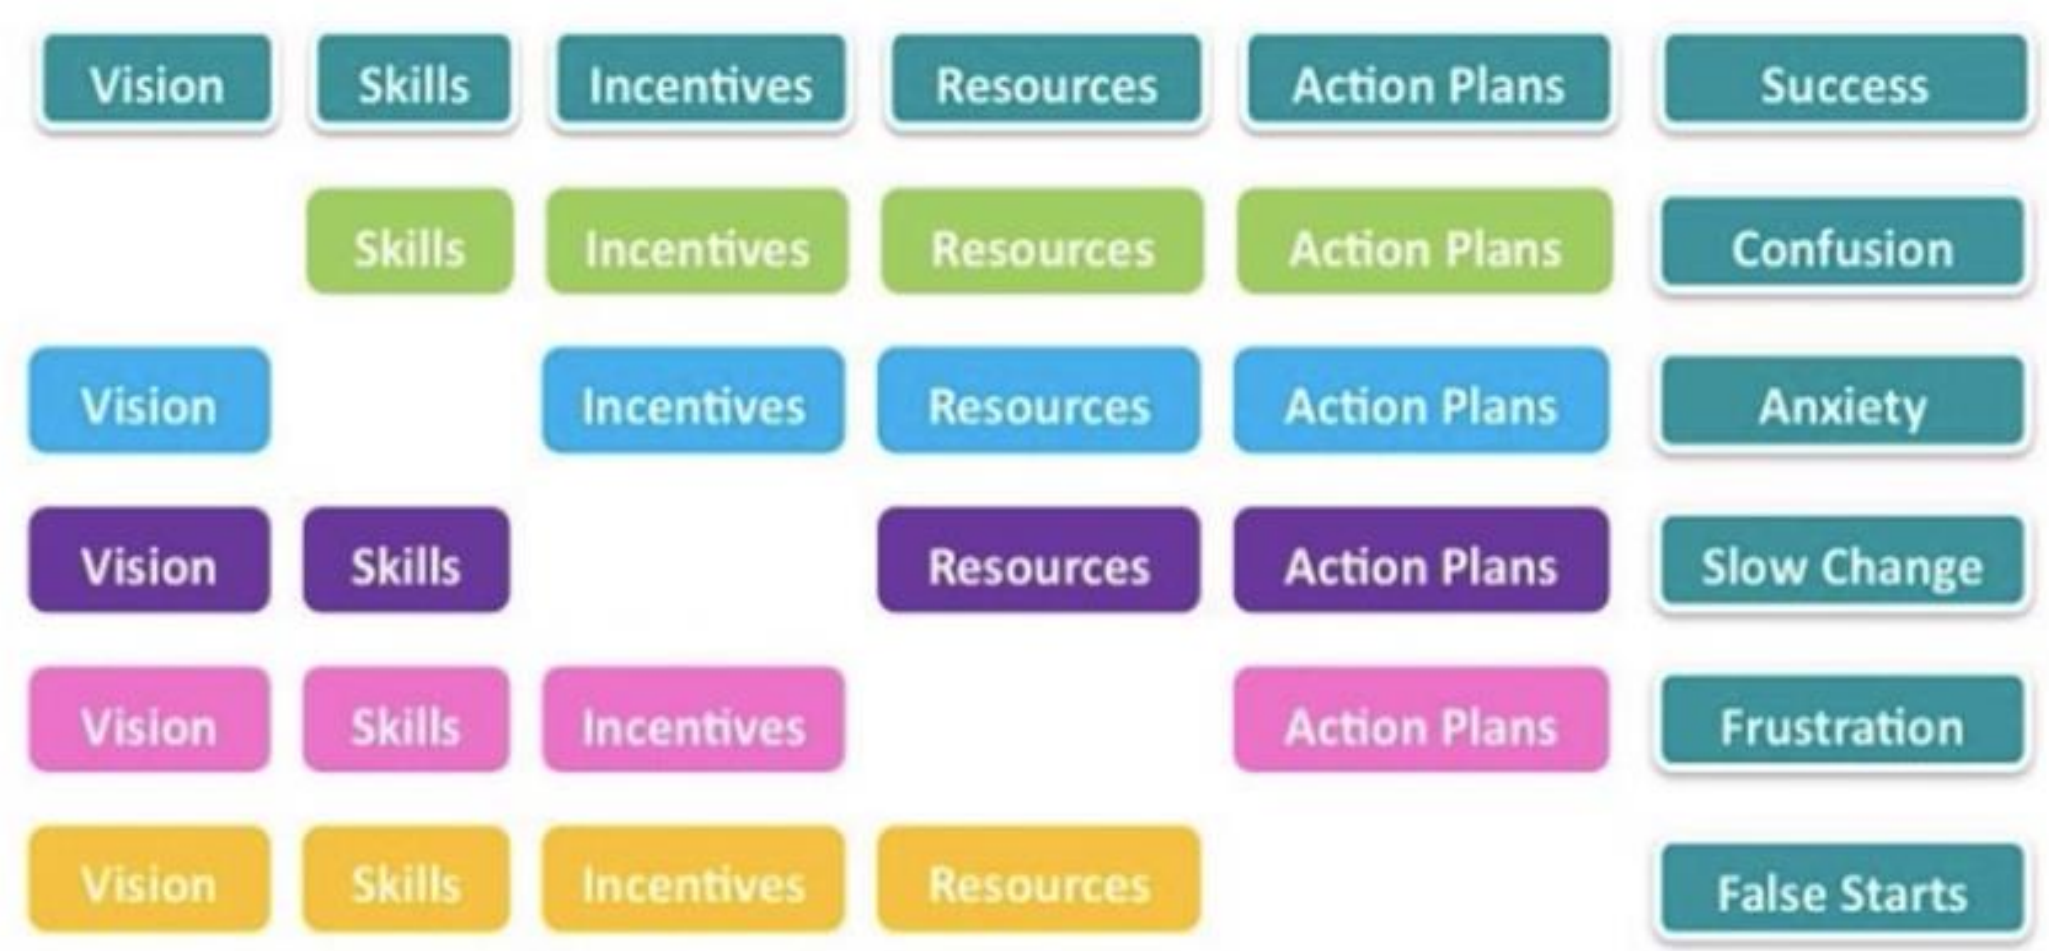 Vision Skills Incentives Resources Action Plans Success
Skills Incentives Resources Action Plans Confusion
Vision Incentives Resources Action Plans Anxiety
Vision Skills Resources Action Plans Slow Change
Vision Skills Incentives Action Plans Frustration
Vision Skills Incentives Resources False Starts